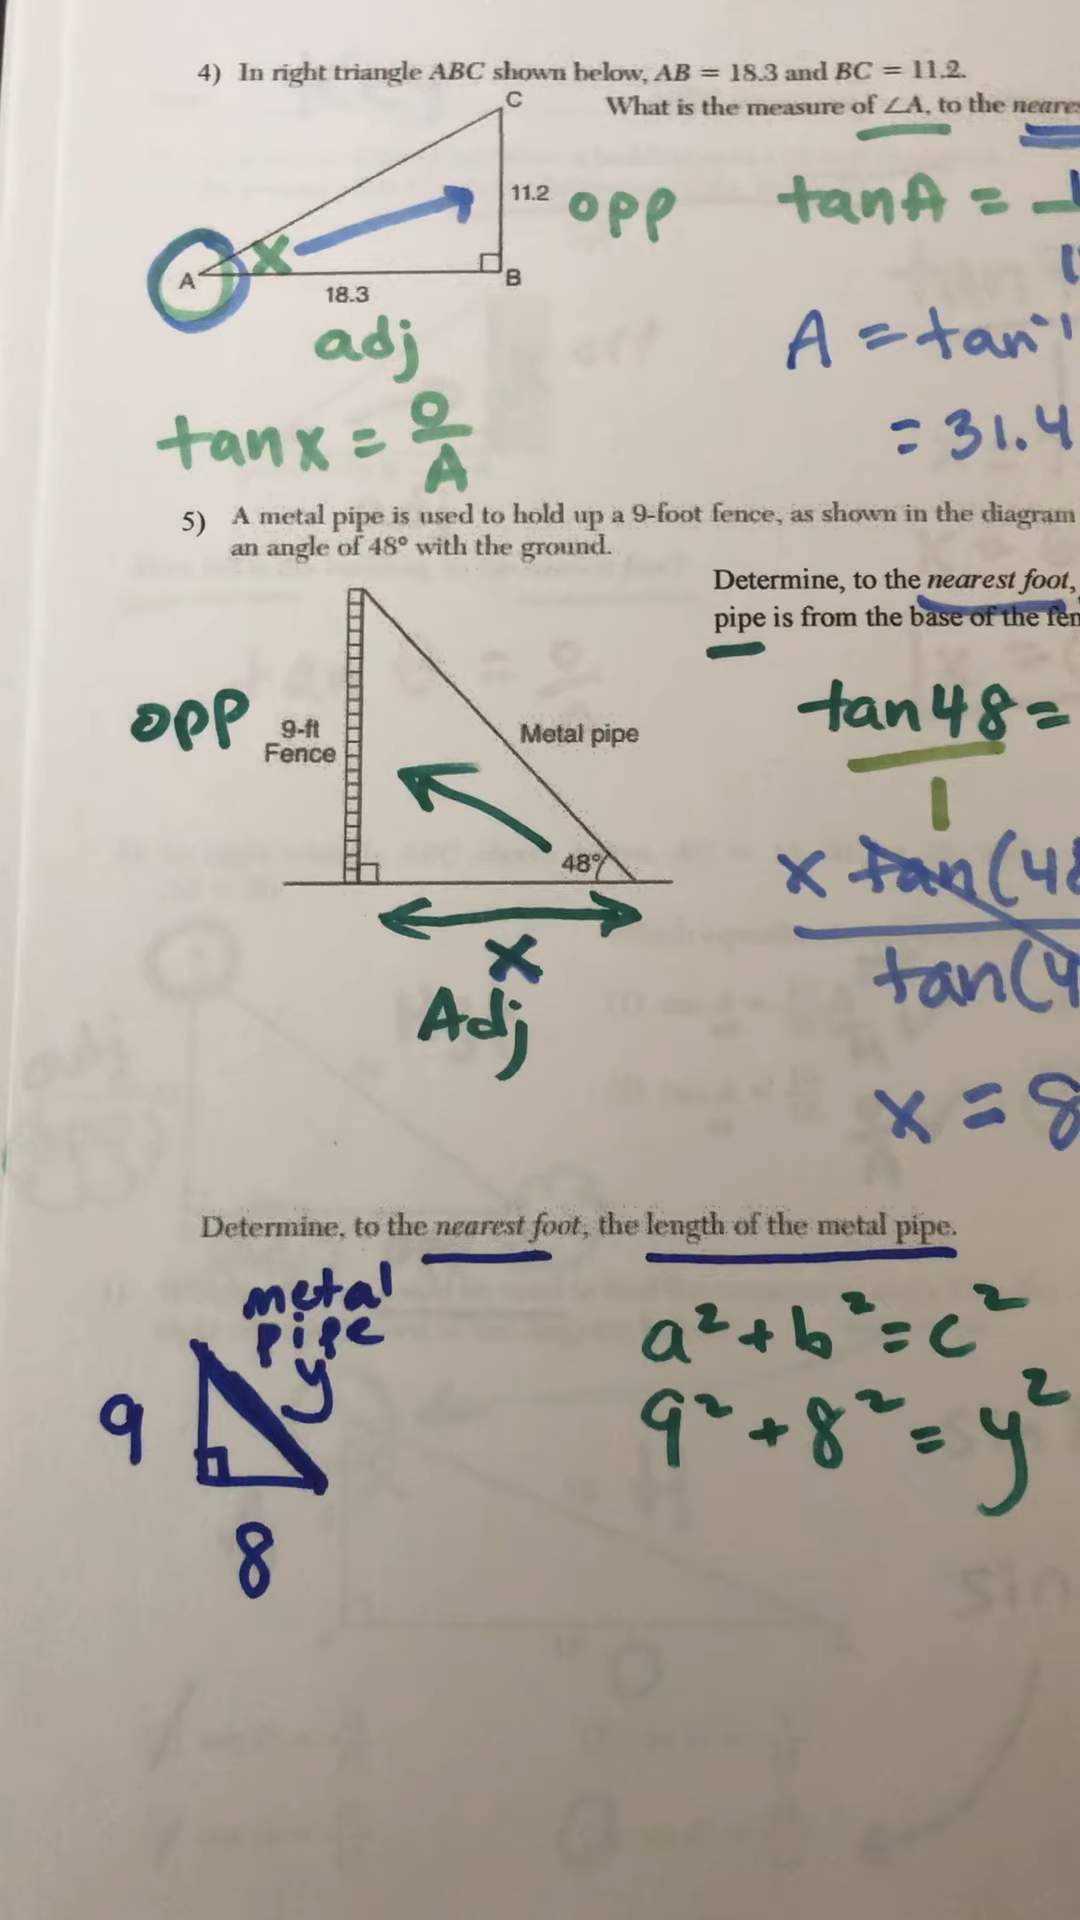 4) In right triangle ABC shown below, AB = 18.3 and BC = 11.2.
What is the measure of ∠A, to the
C
11.2
opp
tanA =
A
x
B
18.3
adj
A = tan⁻¹
tanx = O/A
= 31.4
5) A metal pipe is used to hold up a 9-foot fence, as shown in the diagram
an angle of 48° with the ground.
Determine, to the nearest foot,
pipe is from the base of the
opp
9-ft
Fence
Metal pipe
tan48 =
1
48°
x tan(48
tan(4
x
Adj
x = 8
Determine, to the nearest foot, the length of the metal pipe.
metal
pipe
y
9
8
a² + b² = c²
9² + 8² = y²